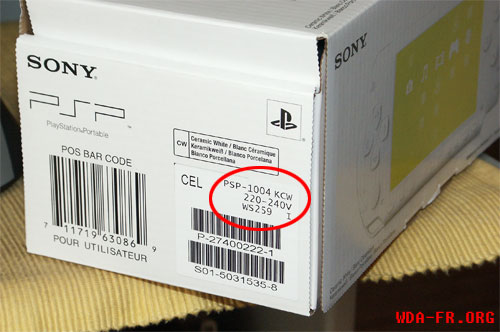 SONY
PSP
PlayStation®Portable
POS BAR CODE
7 11719 63086 9
POUR UTILISATEUR
CW
Ceramic White / Blanc Céramique
Keramikweiß / Blanco Porcelana
Bianco Porcellana
CEL
PSP-1004 KCW
220-240V
WS259 I
P-27400222-1
S01-5031535-8
SONY
WDA-FR.ORG